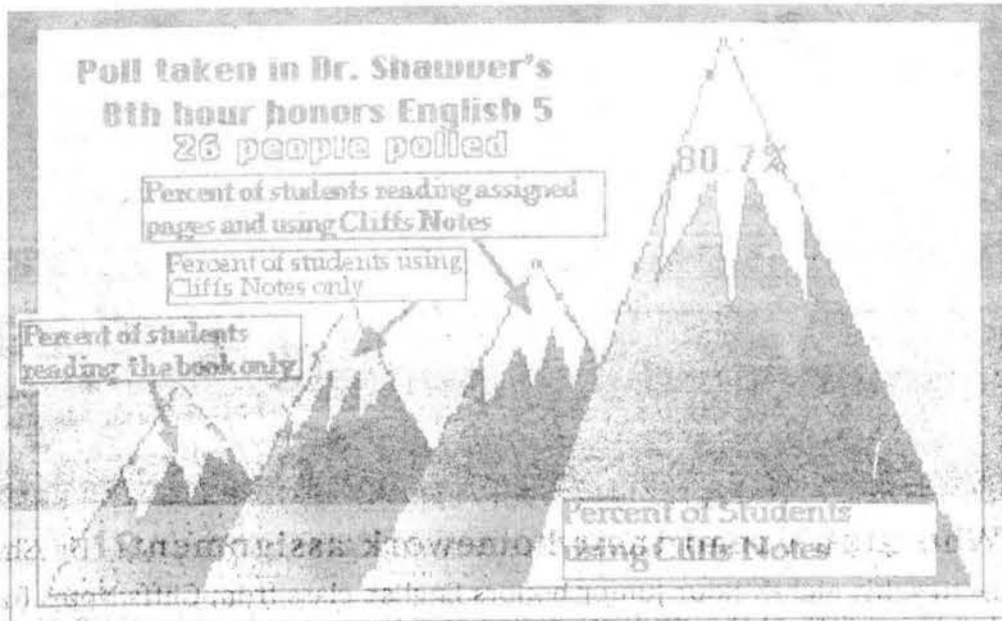 Poll taken in Dr. Shawver's
8th hour honors English 5
26 people polled
Percent of students reading assigned
pages and using Cliffs Notes
Percent of students using
Cliffs Notes only
Percent of students
reading the book only
80.7%
Percent of Students
using Cliffs Notes
homework assignment